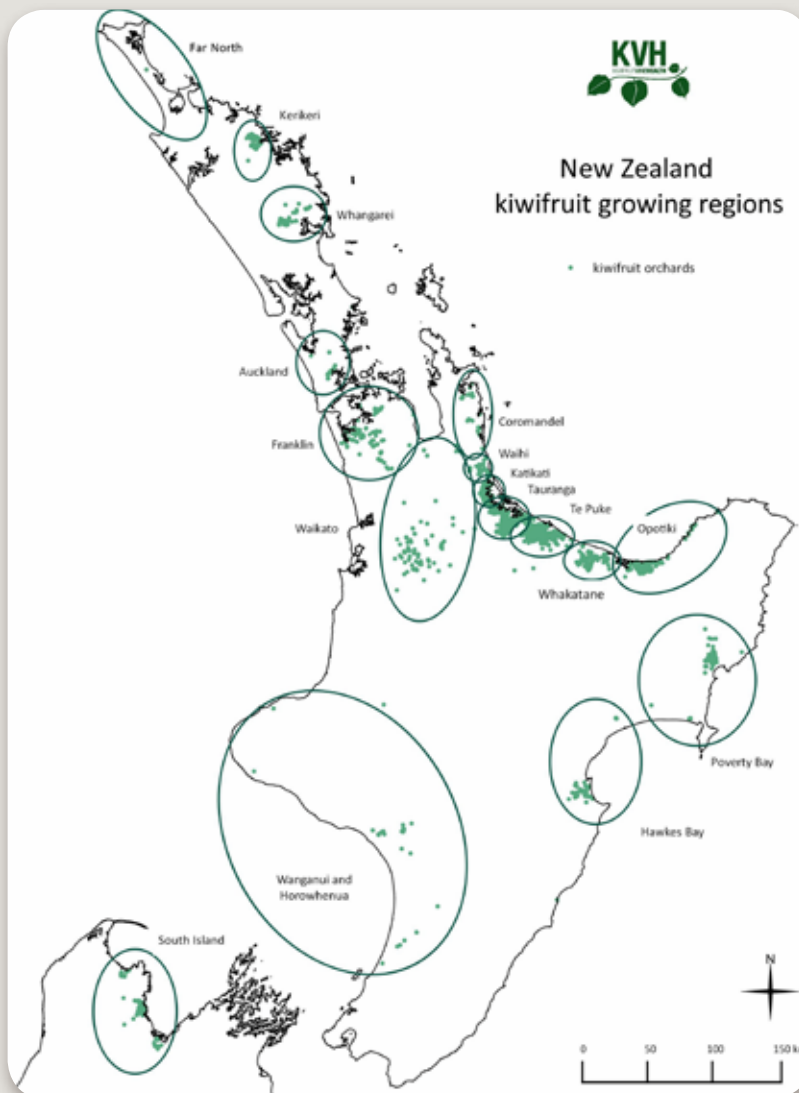 KVH
New Zealand
kiwifruit growing regions
kiwifruit orchards
Far North
Kerikeri
Whangarei
Auckland
Franklin
Coromandel
Waihi
Katikati
Tauranga
Te Puke
Opotiki
Waikato
Whakatane
Poverty Bay
Hawkes Bay
Wanganui and
Horowhenua
South Island
N
0 50 100 150